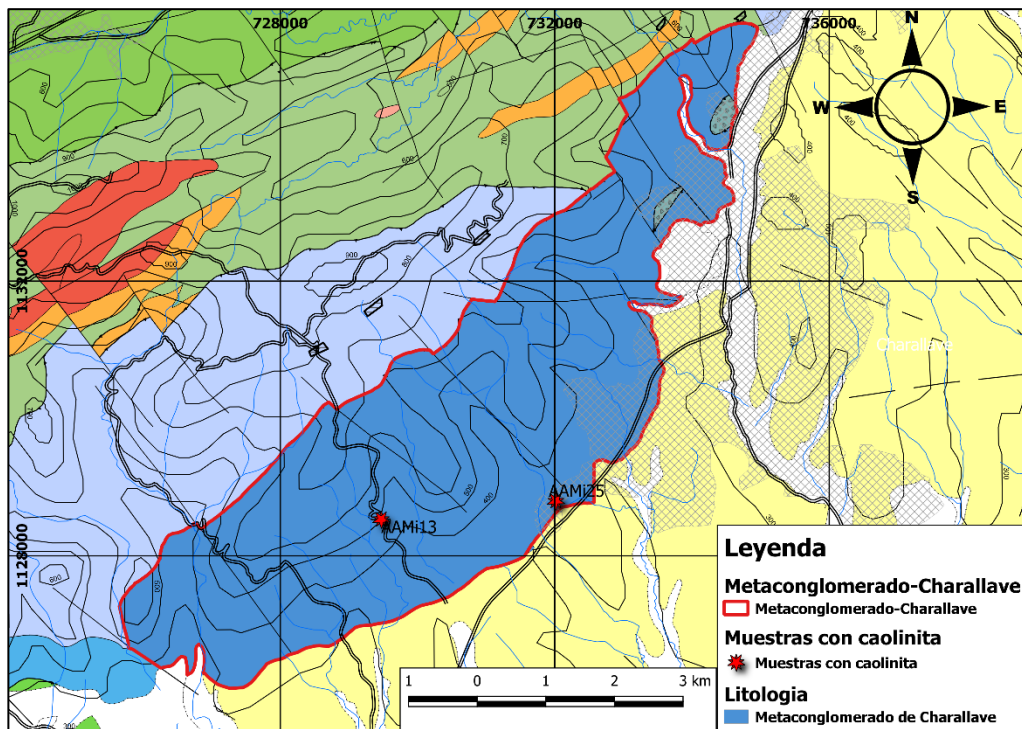 728000
732000
736000
N
W
E
S
1132000
Charallave
AAMi25
AAMi13
1128000
Leyenda
Metaconglomerado-Charallave
Metaconglomerado-Charallave
Muestras con caolinita
Muestras con caolinita
Litologia
Metaconglomerado de Charallave
1 0 1 2 3 km